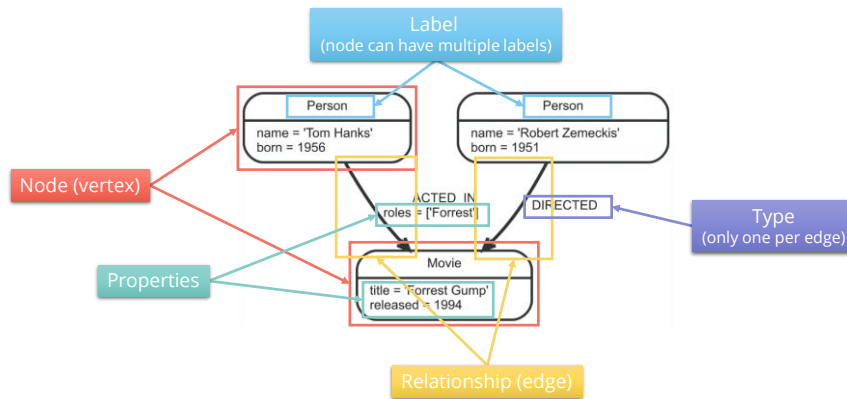 Label
(node can have multiple labels)
Person
Person
name = 'Tom Hanks'
born = 1956
name = 'Robert Zemeckis'
born = 1951
Node (vertex)
ACTED_IN
roles = ['Forrest']
DIRECTED
Type
(only one per edge)
Movie
Properties
title = 'Forrest Gump'
released = 1994
Relationship (edge)